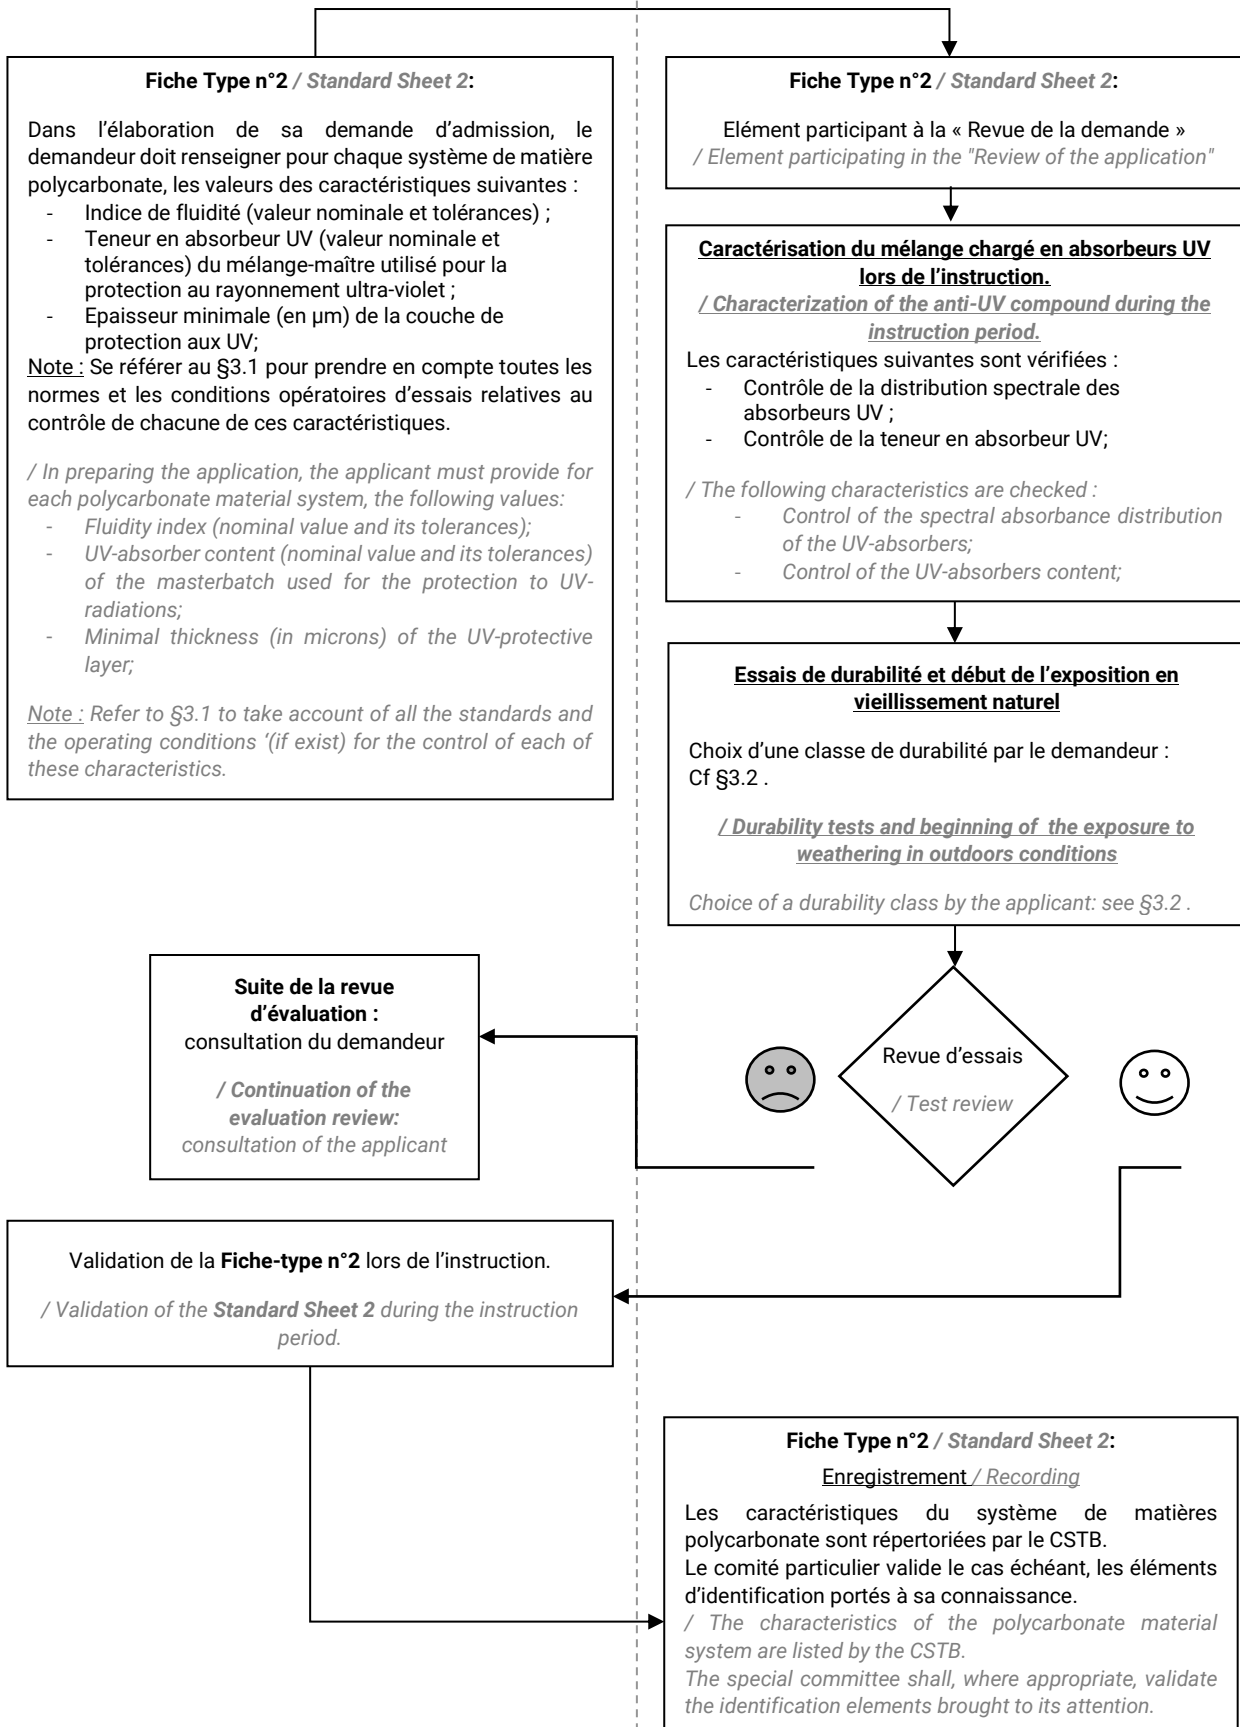 Fiche Type n°2 / Standard Sheet 2:
Dans l'élaboration de sa demande d'admission, le
demandeur doit renseigner pour chaque système de matière
polycarbonate, les valeurs des caractéristiques suivantes :
- Indice de fluidité (valeur nominale et tolérances) ;
- Teneur en absorbeur UV (valeur nominale et
tolérances) du mélange-maître utilisé pour la
protection au rayonnement ultra-violet ;
- Epaisseur minimale (en µm) de la couche de
protection aux UV;
Note : Se référer au §3.1 pour prendre en compte toutes les
normes et les conditions opératoires d'essais relatives au
contrôle de chacune de ces caractéristiques.
/ In preparing the application, the applicant must provide for
each polycarbonate material system, the following values:
- Fluidity index (nominal value and its tolerances);
- UV-absorber content (nominal value and its tolerances)
of the masterbatch used for the protection to UV-
radiations;
- Minimal thickness (in microns) of the UV-protective
layer;
Note : Refer to §3.1 to take account of all the standards and
the operating conditions '(if exist) for the control of each of
these characteristics.
Fiche Type n°2 / Standard Sheet 2:
Elément participant à la « Revue de la demande »
/ Element participating in the "Review of the application"
Caractérisation du mélange chargé en absorbeurs UV
lors de l'instruction.
/ Characterization of the anti-UV compound during the
instruction period.
Les caractéristiques suivantes sont vérifiées :
- Contrôle de la distribution spectrale des
absorbeurs UV ;
- Contrôle de la teneur en absorbeur UV;
/ The following characteristics are checked :
- Control of the spectral absorbance distribution
of the UV-absorbers;
- Control of the UV-absorbers content;
Essais de durabilité et début de l'exposition en
vieillissement naturel
Choix d'une classe de durabilité par le demandeur :
Cf §3.2 .
/ Durability tests and beginning of the exposure to
weathering in outdoors conditions
Choice of a durability class by the applicant: see §3.2 .
Suite de la revue
d'évaluation :
consultation du demandeur
/ Continuation of the
evaluation review:
consultation of the applicant
Revue d'essais
/ Test review
Validation de la Fiche-type n°2 lors de l'instruction.
/ Validation of the Standard Sheet 2 during the instruction
period.
Fiche Type n°2 / Standard Sheet 2:
Enregistrement / Recording
Les caractéristiques du système de matières
polycarbonate sont répertoriées par le CSTB.
Le comité particulier valide le cas échéant, les éléments
d'identification portés à sa connaissance.
/ The characteristics of the polycarbonate material
system are listed by the CSTB.
The special committee shall, where appropriate, validate
the identification elements brought to its attention.